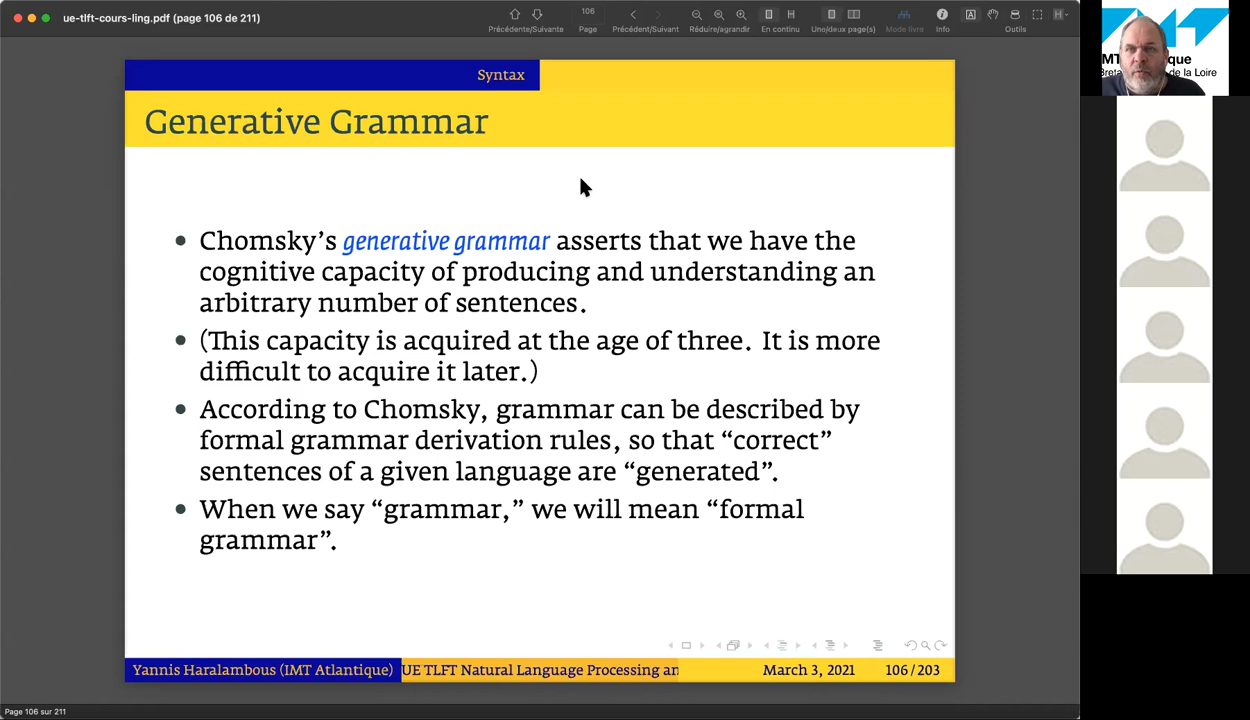 ue-tlft-cours-ling.pdf (page 106 de 211)
106
Précédente/Suivante
Page
Précédent/Suivant
Réduire/agrandir
En continu
Une/deux page(s)
Mode livre
Info
Outils
Syntax
Generative Grammar
• Chomsky’s generative grammar asserts that we have the
cognitive capacity of producing and understanding an
arbitrary number of sentences.
• (This capacity is acquired at the age of three. It is more
difficult to acquire it later.)
• According to Chomsky, grammar can be described by
formal grammar derivation rules, so that “correct”
sentences of a given language are “generated”.
• When we say “grammar,” we will mean “formal
grammar”.
Yannis Haralambous (IMT Atlantique)
UE TLFT Natural Language Processing an
March 3, 2021
106/203
Page 106 sur 211
de la Loire